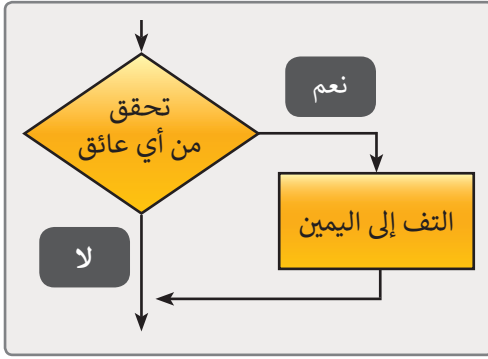 تحقق
من أي عائق
نعم
التف إلى اليمين
لا